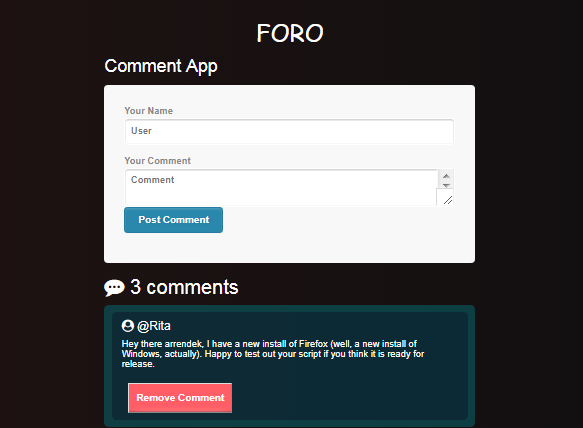 FORO
Comment App
Your Name
User
Your Comment
Comment
Post Comment
3 comments
@Rita
Hey there arrendek, I have a new install of Firefox (well, a new install of
Windows, actually). Happy to test out your script if you think it is ready for
release.
Remove Comment